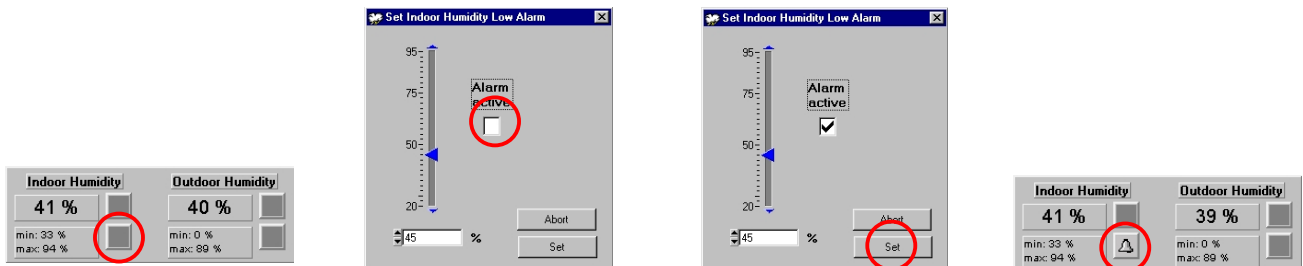 Indoor Humidity
41 %
min: 33 %
max: 94 %
Outdoor Humidity
40 %
min: 0 %
max: 89 %
Set Indoor Humidity Low Alarm
95
75
50
20
Alarm
active
45 %
Abort
Set
Set Indoor Humidity Low Alarm
95
75
50
20
Alarm
active
45 %
Abort
Set
Indoor Humidity
41 %
min: 33 %
max: 94 %
Outdoor Humidity
39 %
min: 0 %
max: 89 %